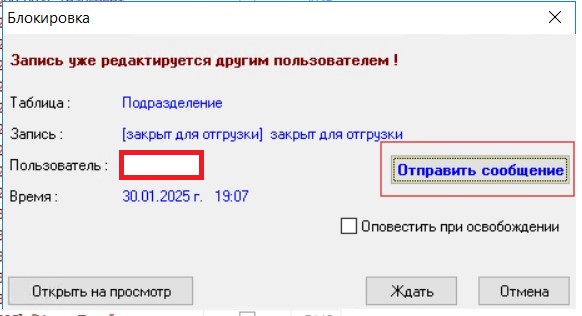 Блокировка
Запись уже редактируется другим пользователем !
Таблица : Подразделение
Запись : [закрыт для отгрузки] закрыт для отгрузки
Пользователь :
Отправить сообщение
Время : 30.01.2025 г. 19:07
Оповестить при освобождении
Открыть на просмотр Ждать Отмена